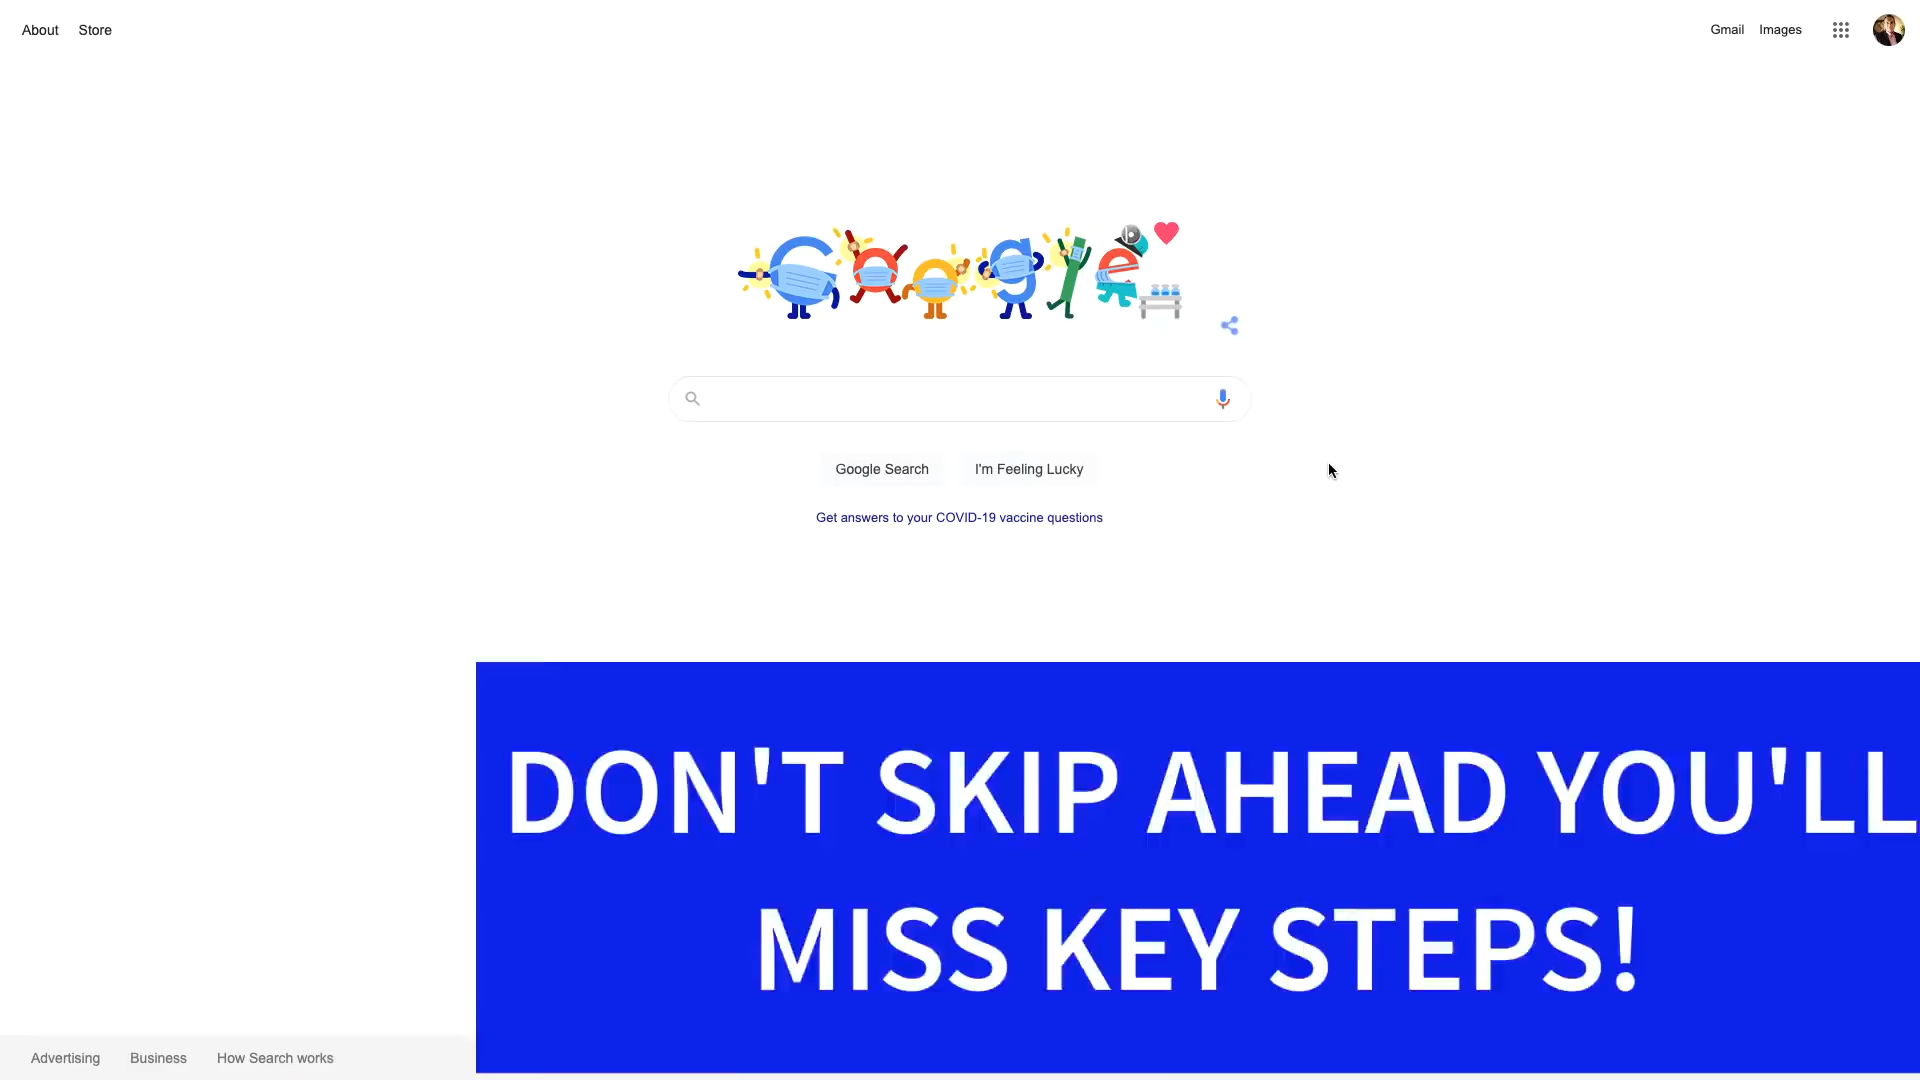 About Store
Gmail Images
Google
Google Search I'm Feeling Lucky
Get answers to your COVID-19 vaccine questions
DON'T SKIP AHEAD YOU'LL
MISS KEY STEPS!
Advertising Business How Search works